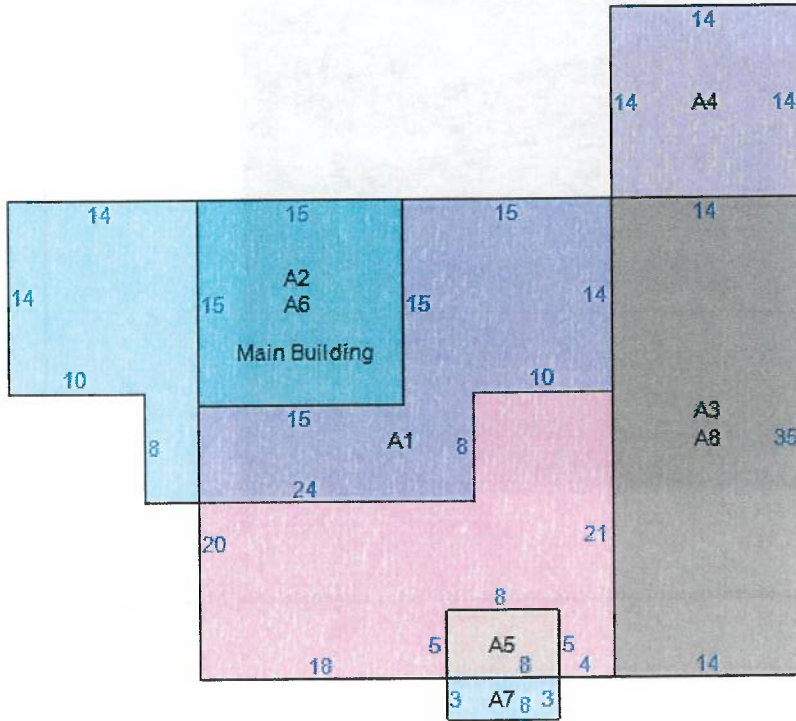 14
14 A4 14
14 15 15 14
A2
14 15 A6 15 14
Main Building
10 10
15
A3
8 A1 8 A8 35
24
20 21
8
5 A5 5
18 8 4 14
3 A7 8 3